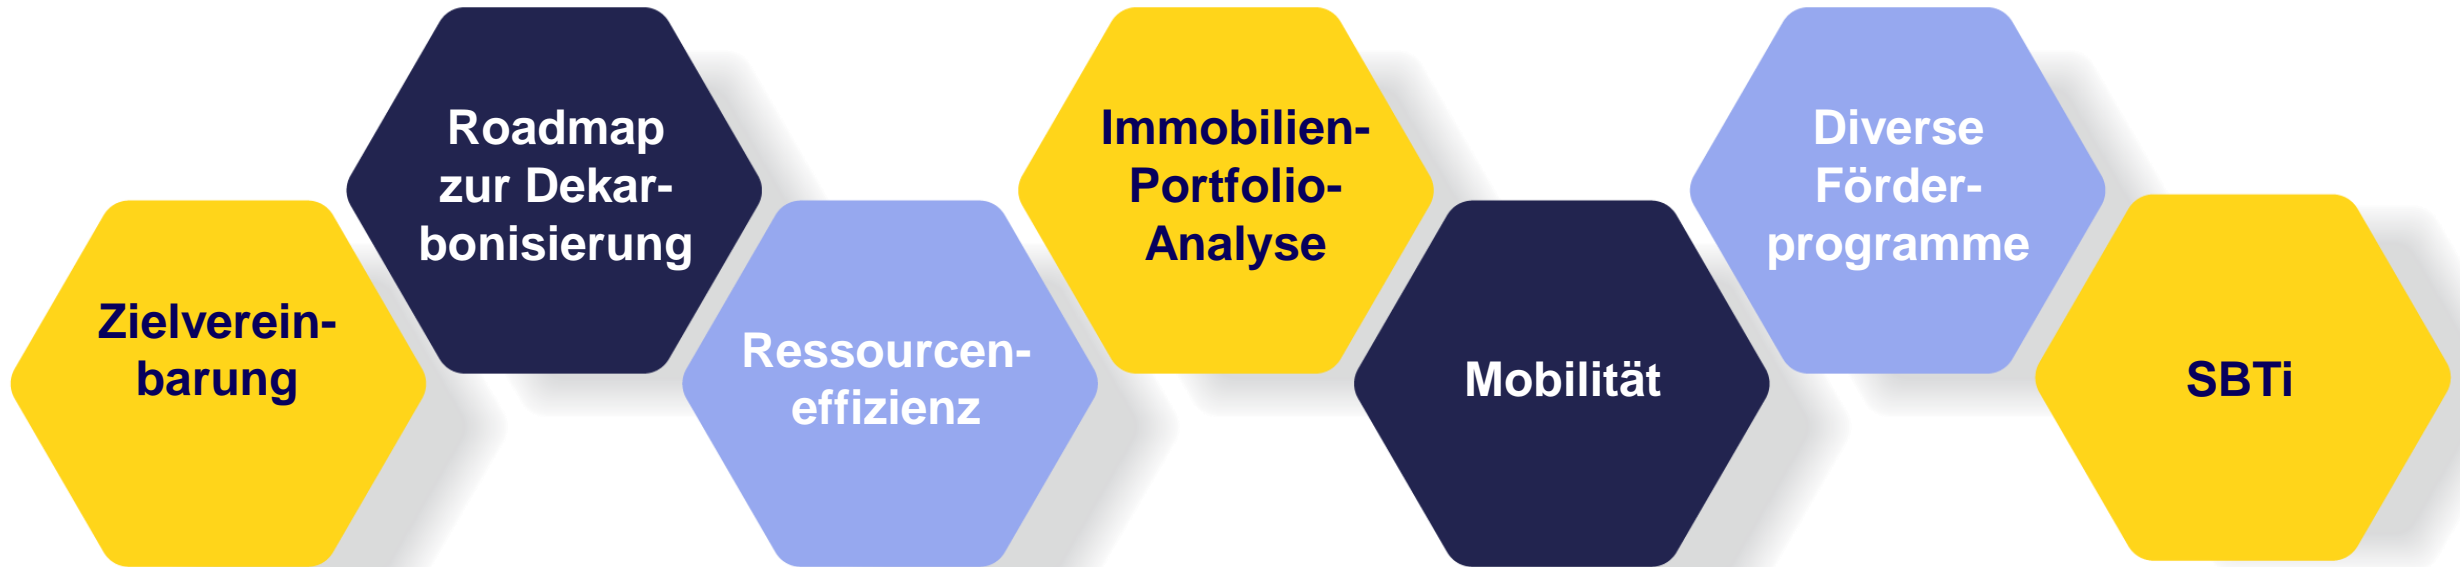 Zielverein-
barung
Roadmap
zur Dekar-
bonisierung
Ressourcen-
effizienz
Immobilien-
Portfolio-
Analyse
Mobilität
Diverse
Förder-
programme
SBTi